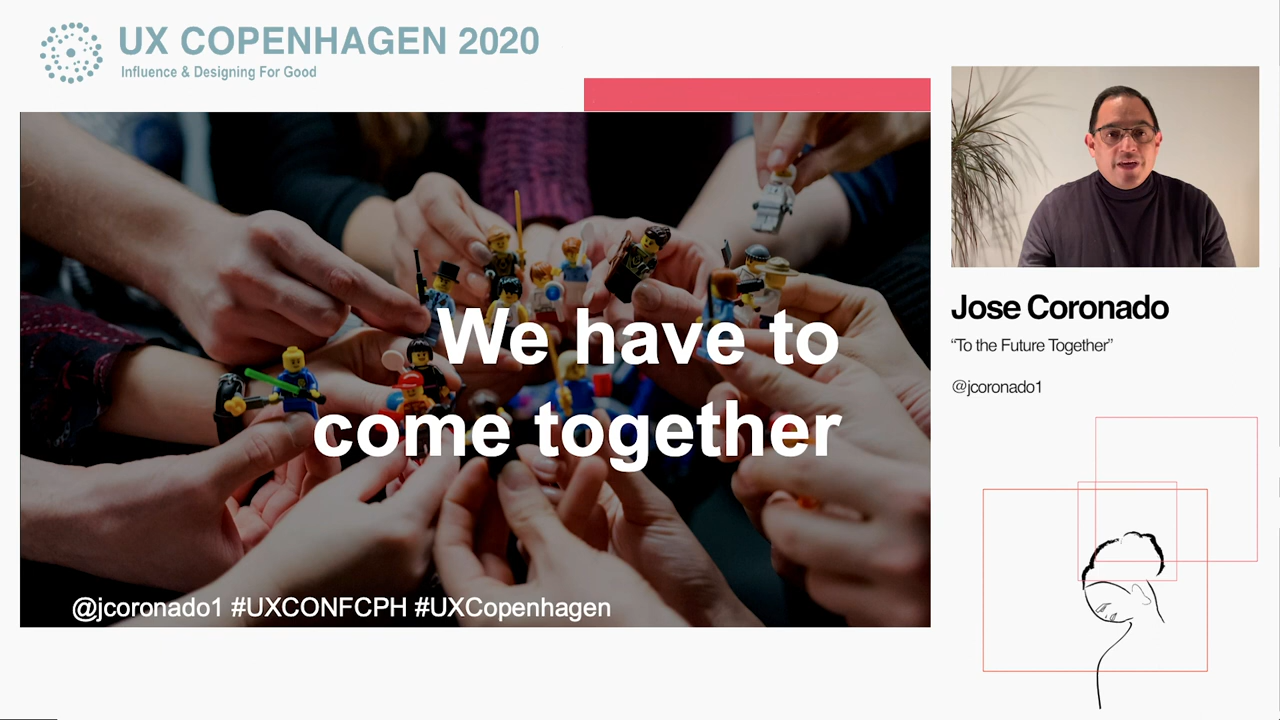 UX COPENHAGEN 2020
Influence & Designing For Good
We have to
come together
@jcoronado1 #UXCONFCPH #UXCopenhagen
Jose Coronado
“To the Future Together”
@jcoronado1